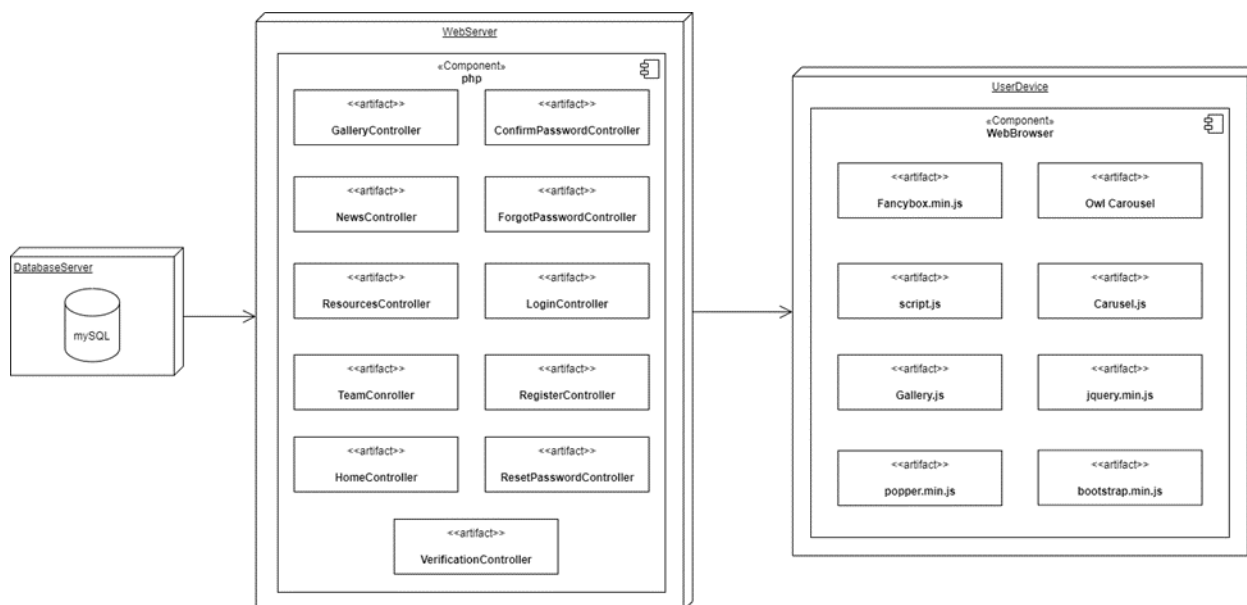 DatabaseServer
mySQL
WebServer
«Component»
php
<<artifact>>
GalleryController
<<artifact>>
ConfirmPasswordController
<<artifact>>
NewsController
<<artifact>>
ForgotPasswordController
<<artifact>>
ResourcesController
<<artifact>>
LoginController
<<artifact>>
TeamConroller
<<artifact>>
RegisterController
<<artifact>>
HomeController
<<artifact>>
ResetPasswordController
<<artifact>>
VerificationController
UserDevice
«Component»
WebBrowser
<<artifact>>
Fancybox.min.js
<<artifact>>
Owl Carousel
<<artifact>>
script.js
<<artifact>>
Carusel.js
<<artifact>>
Gallery.js
<<artifact>>
jquery.min.js
<<artifact>>
popper.min.js
<<artifact>>
bootstrap.min.js